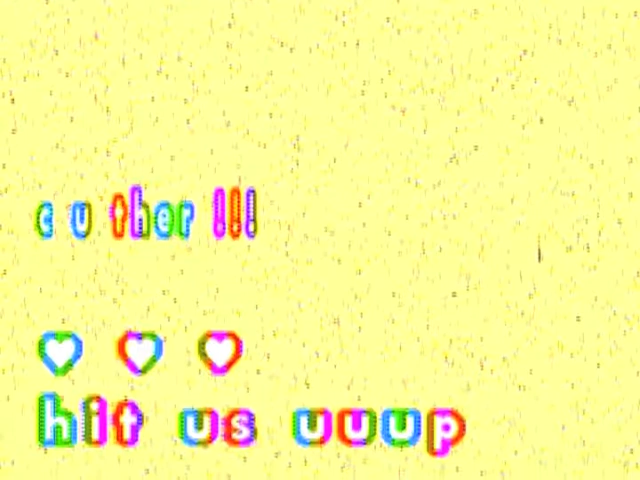 c u ther !!!
♥ ♥ ♥
hit us uuup